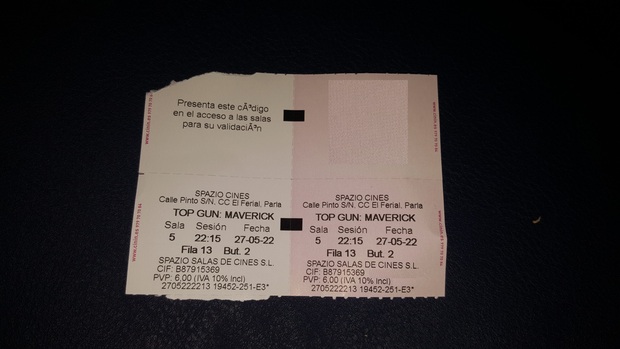 Presenta este cÃ³digo
en el acceso a las salas
para su validaciÃ³n
SPAZIO CINES
Calle Pinto S/N, CC El Ferial. Parla
TOP GUN: MAVERICK
Sala Sesión Fecha
5 22:15 27-05-22
Fila 13 But. 2
SPAZIO SALAS DE CINES S.L.
CIF: B87915369
PVP: 6,00 (IVA 10% incl)
2705222213 19452-251-E3*
SPAZIO CINES
Calle Pinto S/N, CC El Ferial. Parla
TOP GUN: MAVERICK
Sala Sesión Fecha
5 22:15 27-05-22
Fila 13 But. 2
SPAZIO SALAS DE CINES S.L.
CIF: B87915369
PVP: 6,00 (IVA 10% incl)
2705222213 19452-251-E3*